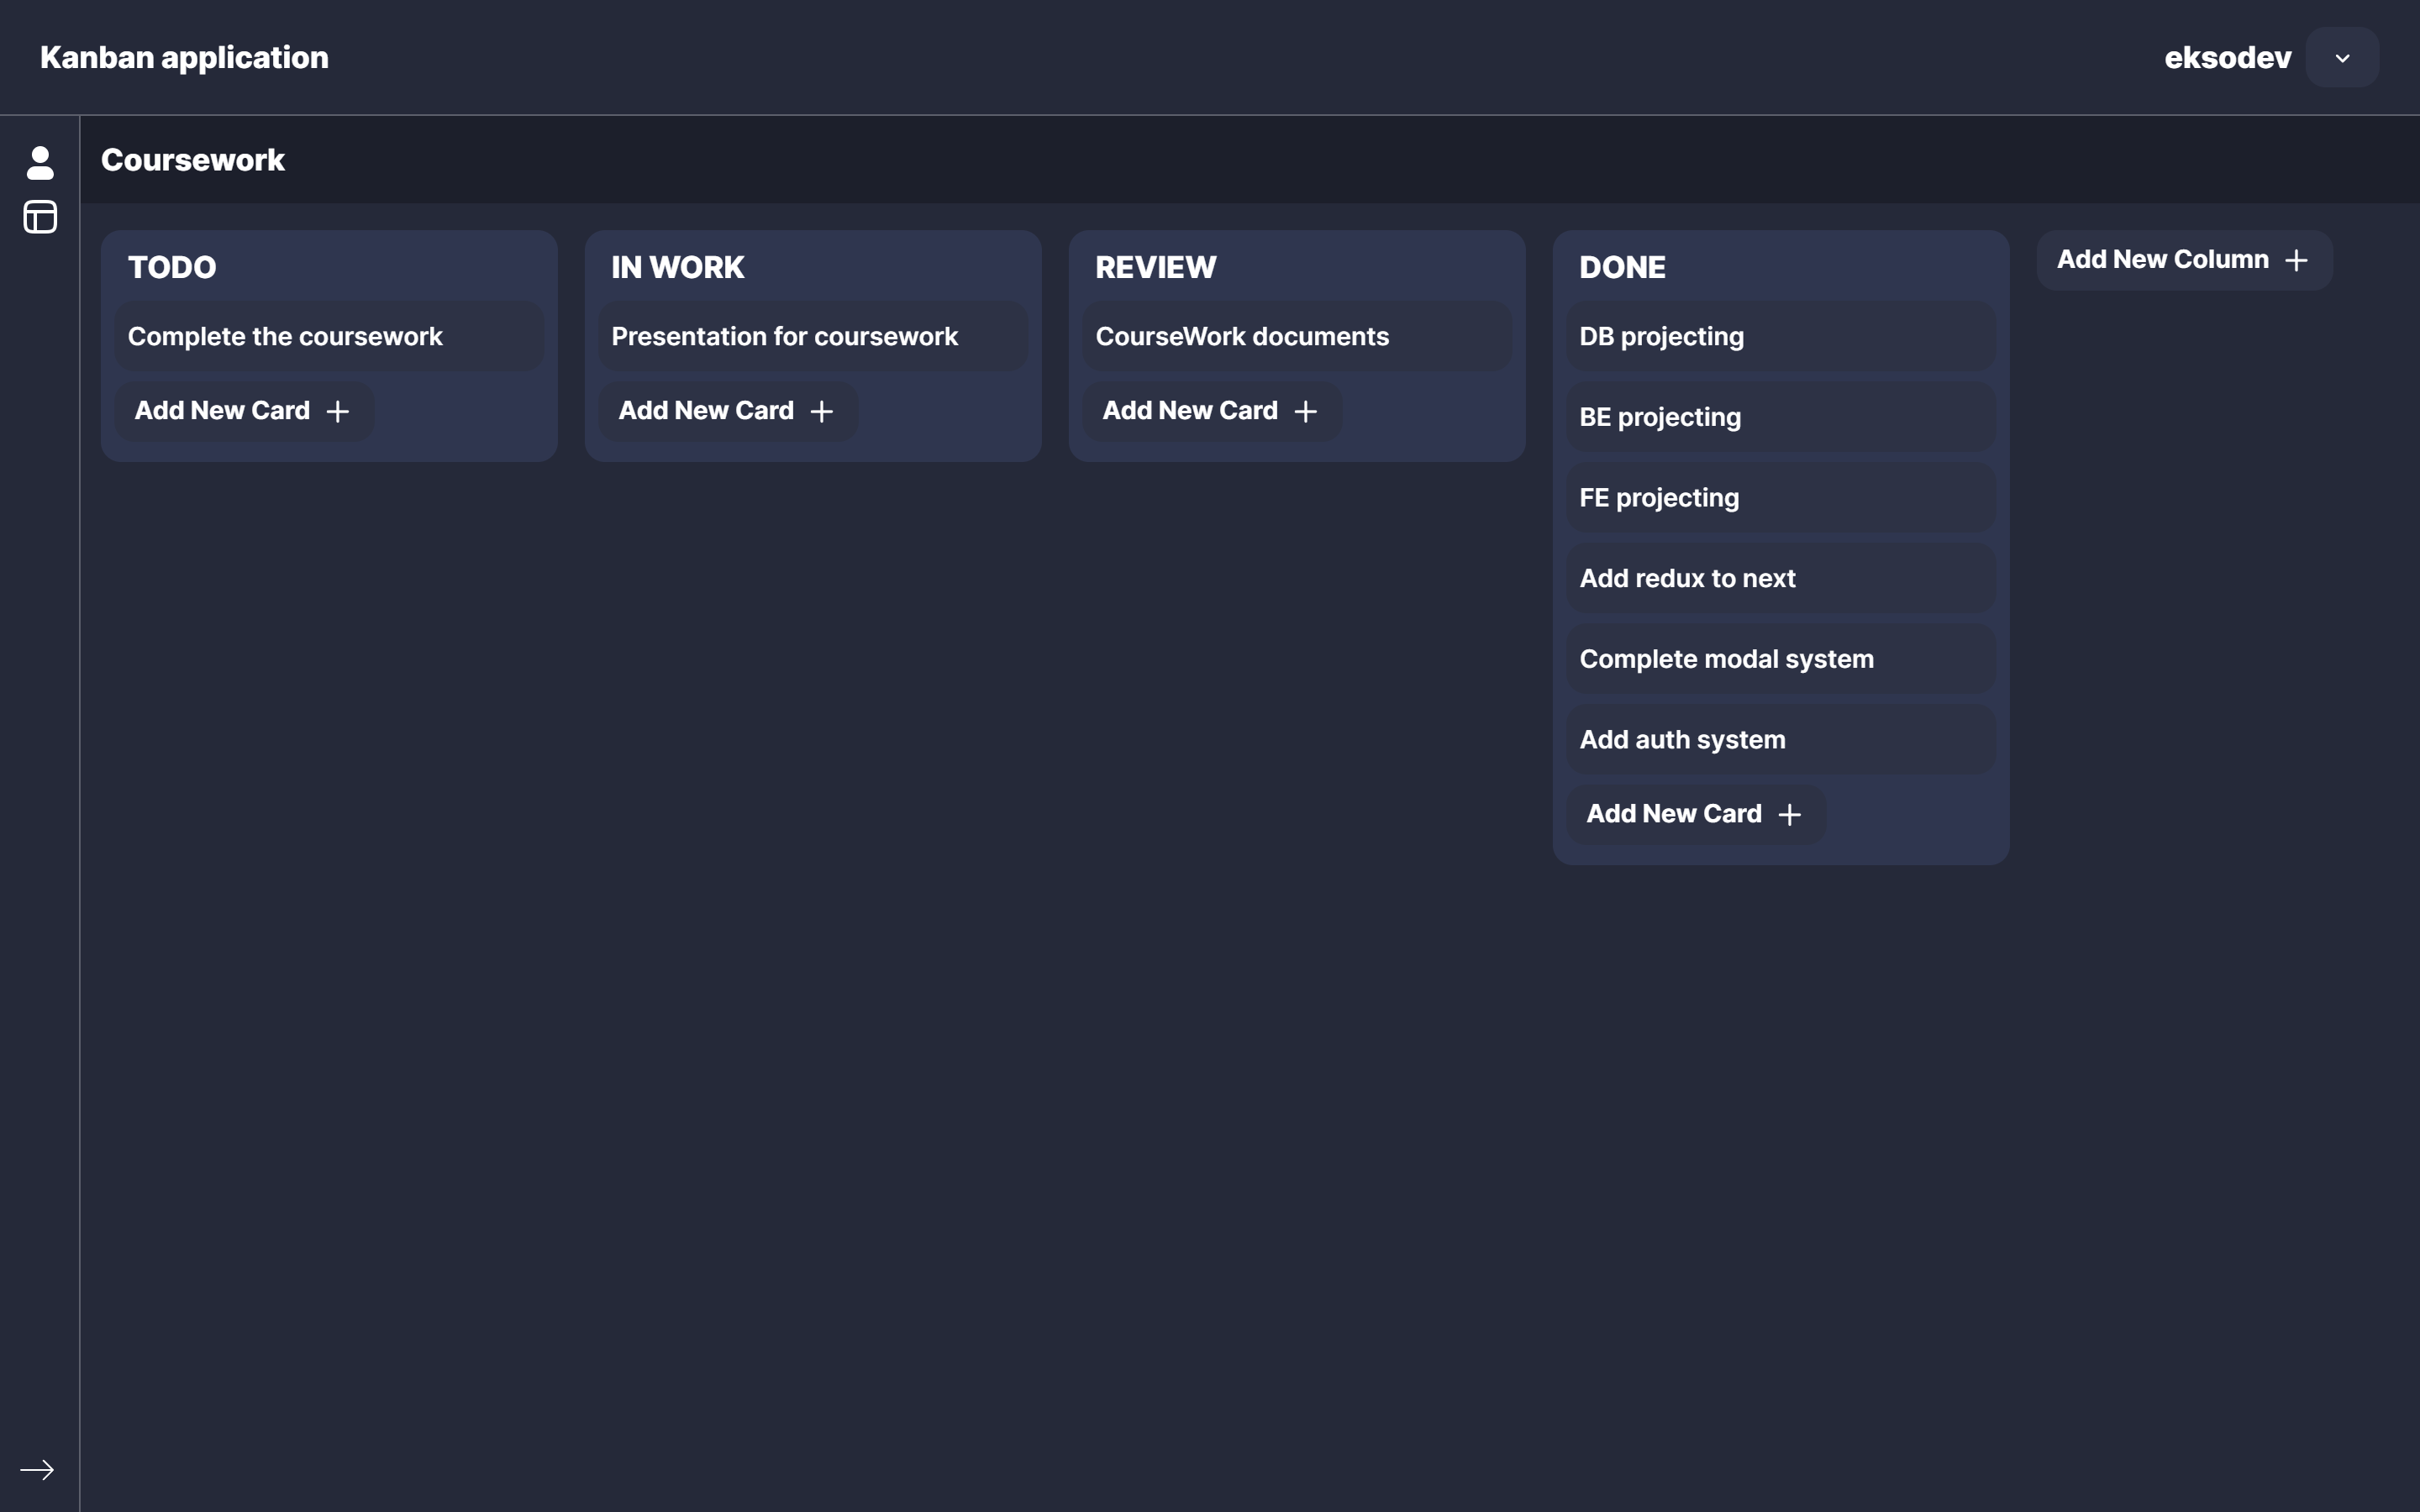 Kanban application
eksodev
Coursework
TODO
Complete the coursework
Add New Card
IN WORK
Presentation for coursework
Add New Card
REVIEW
CourseWork documents
Add New Card
DONE
DB projecting
BE projecting
FE projecting
Add redux to next
Complete modal system
Add auth system
Add New Card
Add New Column